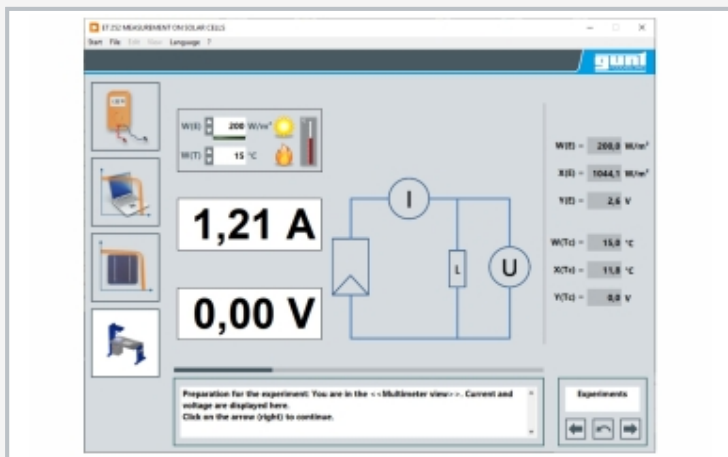 ET 252 MEASUREMENT ON SOLAR CELLS
Start File Edit View Language ?
gunt
W(E) 200 W/m²
W(T) 15 °C
1,21 A
0,00 V
I
L
U
W(E) = 200,0 W/m²
X(E) = 1044,1 W/m²
Y(E) = 2,6 V
W(Tc) = 15,0 °C
X(Tc) = 11,8 °C
Y(Tc) = 0,0 V
Preparation for the experiment: You are in the <<Multimeter view>>. Current and
voltage are displayed here.
Click on the arrow (right) to continue.
Experiments